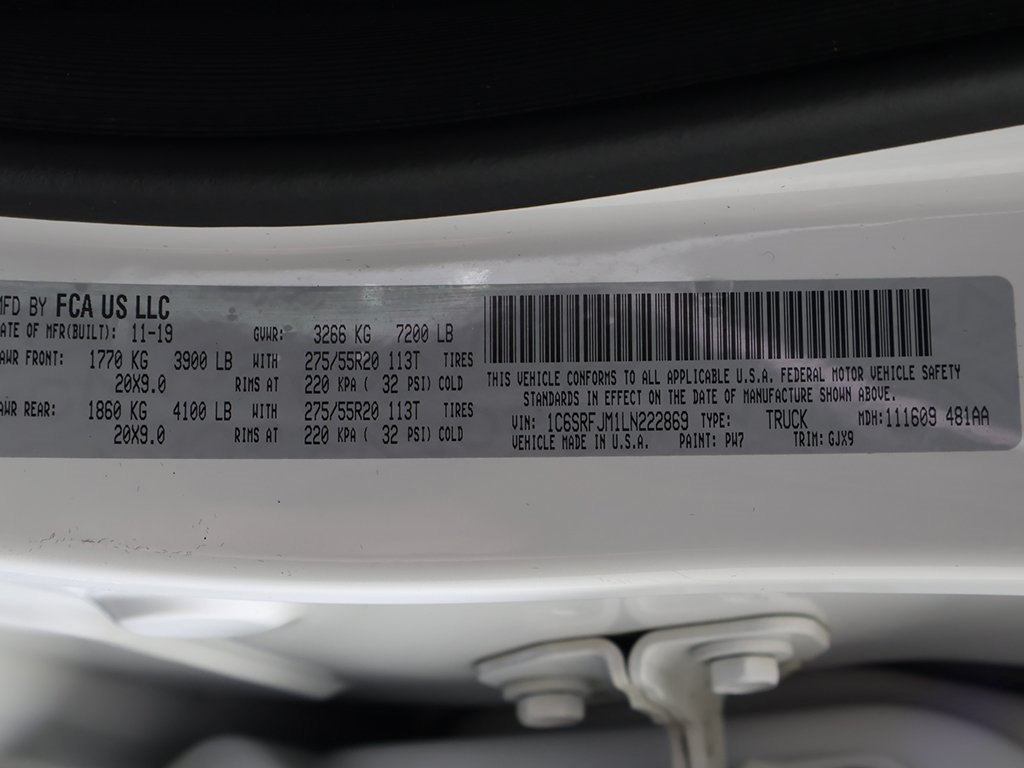 MFD BY FCA US LLC
DATE OF MFR(BUILT): 11-19 GVWR: 3266 KG 7200 LB
AWR FRONT: 1770 KG 3900 LB WITH 275/55R20 113T TIRES
20X9.0 RIMS AT 220 KPA ( 32 PSI) COLD
AWR REAR: 1860 KG 4100 LB WITH 275/55R20 113T TIRES
20X9.0 RIMS AT 220 KPA ( 32 PSI) COLD
THIS VEHICLE CONFORMS TO ALL APPLICABLE U.S.A. FEDERAL MOTOR VEHICLE SAFETY
STANDARDS IN EFFECT ON THE DATE OF MANUFACTURE SHOWN ABOVE.
VIN: 1C6SRFJM1LN222869 TYPE: TRUCK MDH: 111609 481AA
VEHICLE MADE IN U.S.A. PAINT: PW7 TRIM: GJX9